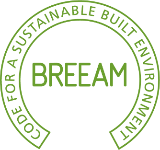 CODE FOR A SUSTAINABLE BUILT ENVIRONMENT
BREEAM